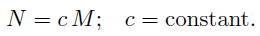 N = c M;   c = constant.